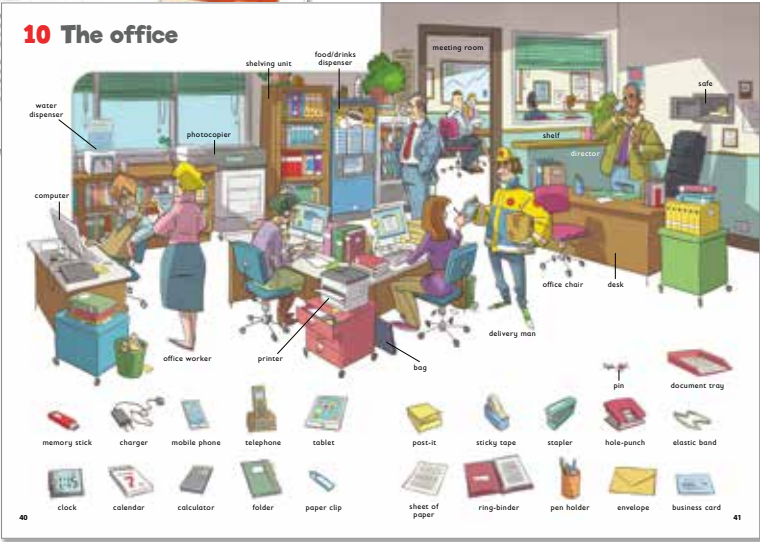 10 The office
water
dispenser
shelving unit
food/drinks
dispenser
meeting room
safe
photocopier
shelf
director
computer
office chair
desk
delivery man
office worker
printer
bag
pin
document tray
memory stick
charger
mobile phone
telephone
tablet
post-it
sticky tape
stapler
hole-punch
elastic band
1:15
?
clock
calendar
calculator
folder
paper clip
sheet of
paper
ring-binder
pen holder
envelope
business card
40
41